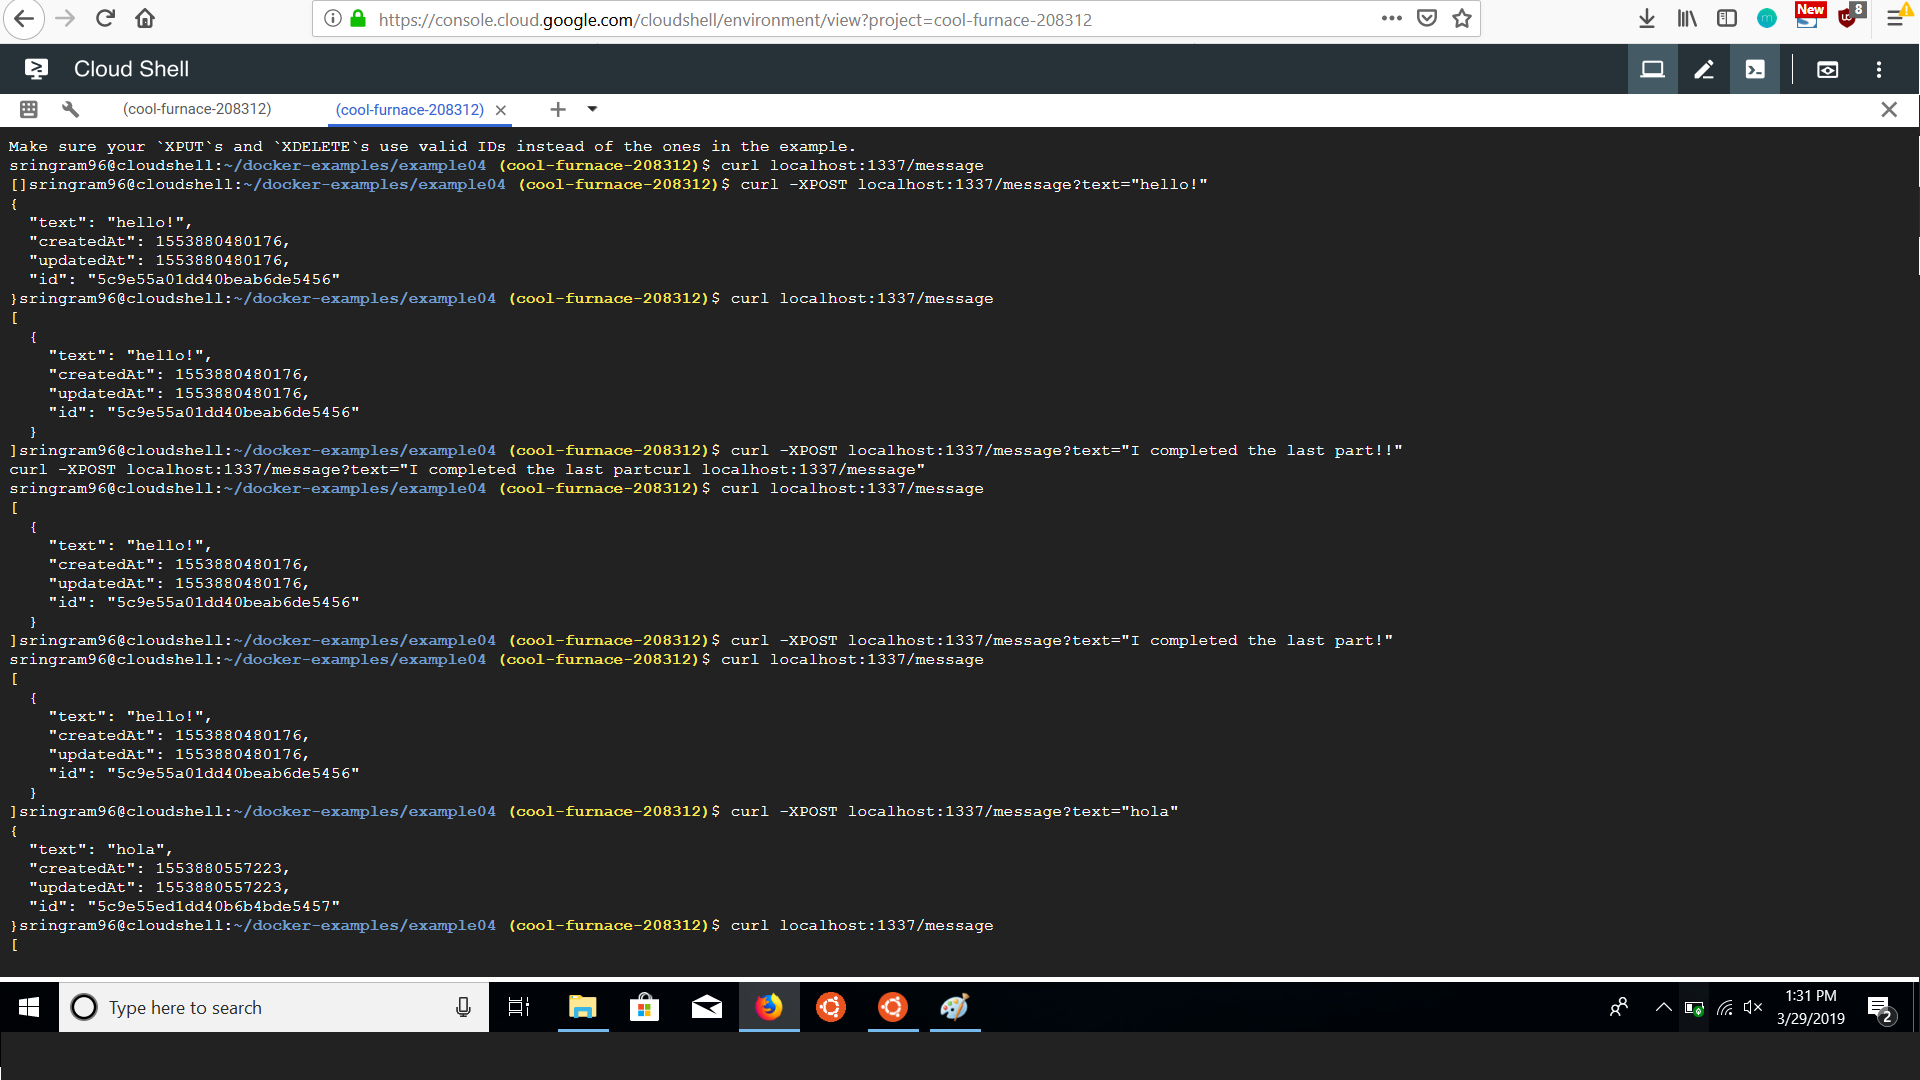 https://console.cloud.google.com/cloudshell/environment/view?project=cool-furnace-208312
New
8
Cloud Shell
(cool-furnace-208312)
(cool-furnace-208312)
Make sure your `XPUT`s and `XDELETE`s use valid IDs instead of the ones in the example.
sringram96@cloudshell:~/docker-examples/example04 (cool-furnace-208312)$ curl localhost:1337/message
[]sringram96@cloudshell:~/docker-examples/example04 (cool-furnace-208312)$ curl -XPOST localhost:1337/message?text="hello!"
{
  "text": "hello!",
  "createdAt": 1553880480176,
  "updatedAt": 1553880480176,
  "id": "5c9e55a01dd40beab6de5456"
}sringram96@cloudshell:~/docker-examples/example04 (cool-furnace-208312)$ curl localhost:1337/message
[
  {
    "text": "hello!",
    "createdAt": 1553880480176,
    "updatedAt": 1553880480176,
    "id": "5c9e55a01dd40beab6de5456"
  }
]sringram96@cloudshell:~/docker-examples/example04 (cool-furnace-208312)$ curl -XPOST localhost:1337/message?text="I completed the last part!!"
curl -XPOST localhost:1337/message?text="I completed the last partcurl localhost:1337/message"
sringram96@cloudshell:~/docker-examples/example04 (cool-furnace-208312)$ curl localhost:1337/message
[
  {
    "text": "hello!",
    "createdAt": 1553880480176,
    "updatedAt": 1553880480176,
    "id": "5c9e55a01dd40beab6de5456"
  }
]sringram96@cloudshell:~/docker-examples/example04 (cool-furnace-208312)$ curl -XPOST localhost:1337/message?text="I completed the last part!"
sringram96@cloudshell:~/docker-examples/example04 (cool-furnace-208312)$ curl localhost:1337/message
[
  {
    "text": "hello!",
    "createdAt": 1553880480176,
    "updatedAt": 1553880480176,
    "id": "5c9e55a01dd40beab6de5456"
  }
]sringram96@cloudshell:~/docker-examples/example04 (cool-furnace-208312)$ curl -XPOST localhost:1337/message?text="hola"
{
  "text": "hola",
  "createdAt": 1553880557223,
  "updatedAt": 1553880557223,
  "id": "5c9e55ed1dd40b6b4bde5457"
}sringram96@cloudshell:~/docker-examples/example04 (cool-furnace-208312)$ curl localhost:1337/message
[
Type here to search
1:31 PM
3/29/2019
2